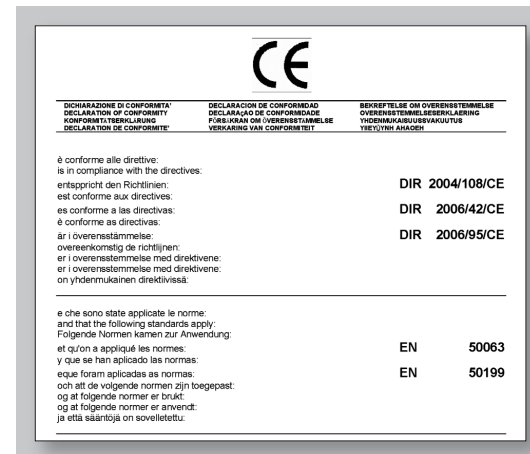 CE
DICHIARAZIONE DI CONFORMITA'
DECLARATION OF CONFORMITY
KONFORMITÄTSERKLÄRUNG
DECLARATION DE CONFORMITE'
DECLARACION DE CONFORMIDAD
DECLARAÇAO DE CONFORMIDADE
FÖRSÄKRAN OM ÖVERENSSTÄMMELSE
VERKARING VAN CONFORMITEIT
BEKREFTELSE OM OVERENSSTEMMELSE
OVERENSSTEMMELSESERKLAERING
YHDENMUKAISUUSSVAKUUTUS
è conforme alle direttive:
is in compliance with the directives:
entspricht den Richtlinien: DIR 2004/108/CE
est conforme aux directives:
es conforme a las directivas: DIR 2006/42/CE
è conforme as directivas:
är i överensstämmelse: DIR 2006/95/CE
overeenkomstig de richtlijnen:
er i overensstemmelse med direktivene:
er i overensstemmelse med direktivene:
on yhdenmukainen direktiivissä:
e che sono state applicate le norme:
and that the following standards apply:
Folgende Normen kamen zur Anwendung:
et qu'on a appliqué les normes: EN 50063
y que se han aplicado las normas:
eque foram aplicadas as normas: EN 50199
och att de volgende normen zijn toegepast:
og at folgende normer er brukt:
og at folgende normer er anvendt:
ja että sääntöjä on sovelletettu: